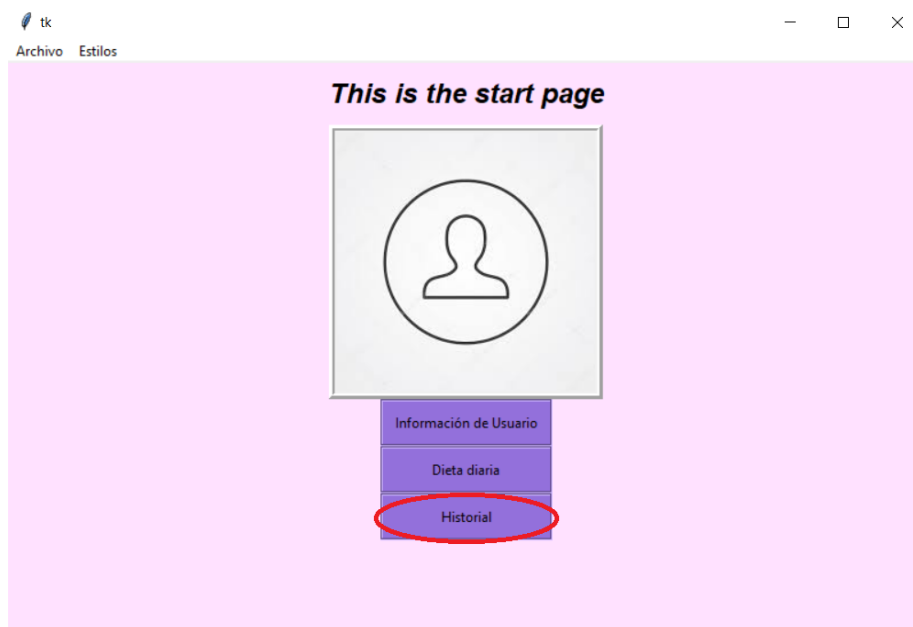 tk
Archivo Estilos
This is the start page
Información de Usuario
Dieta diaria
Historial